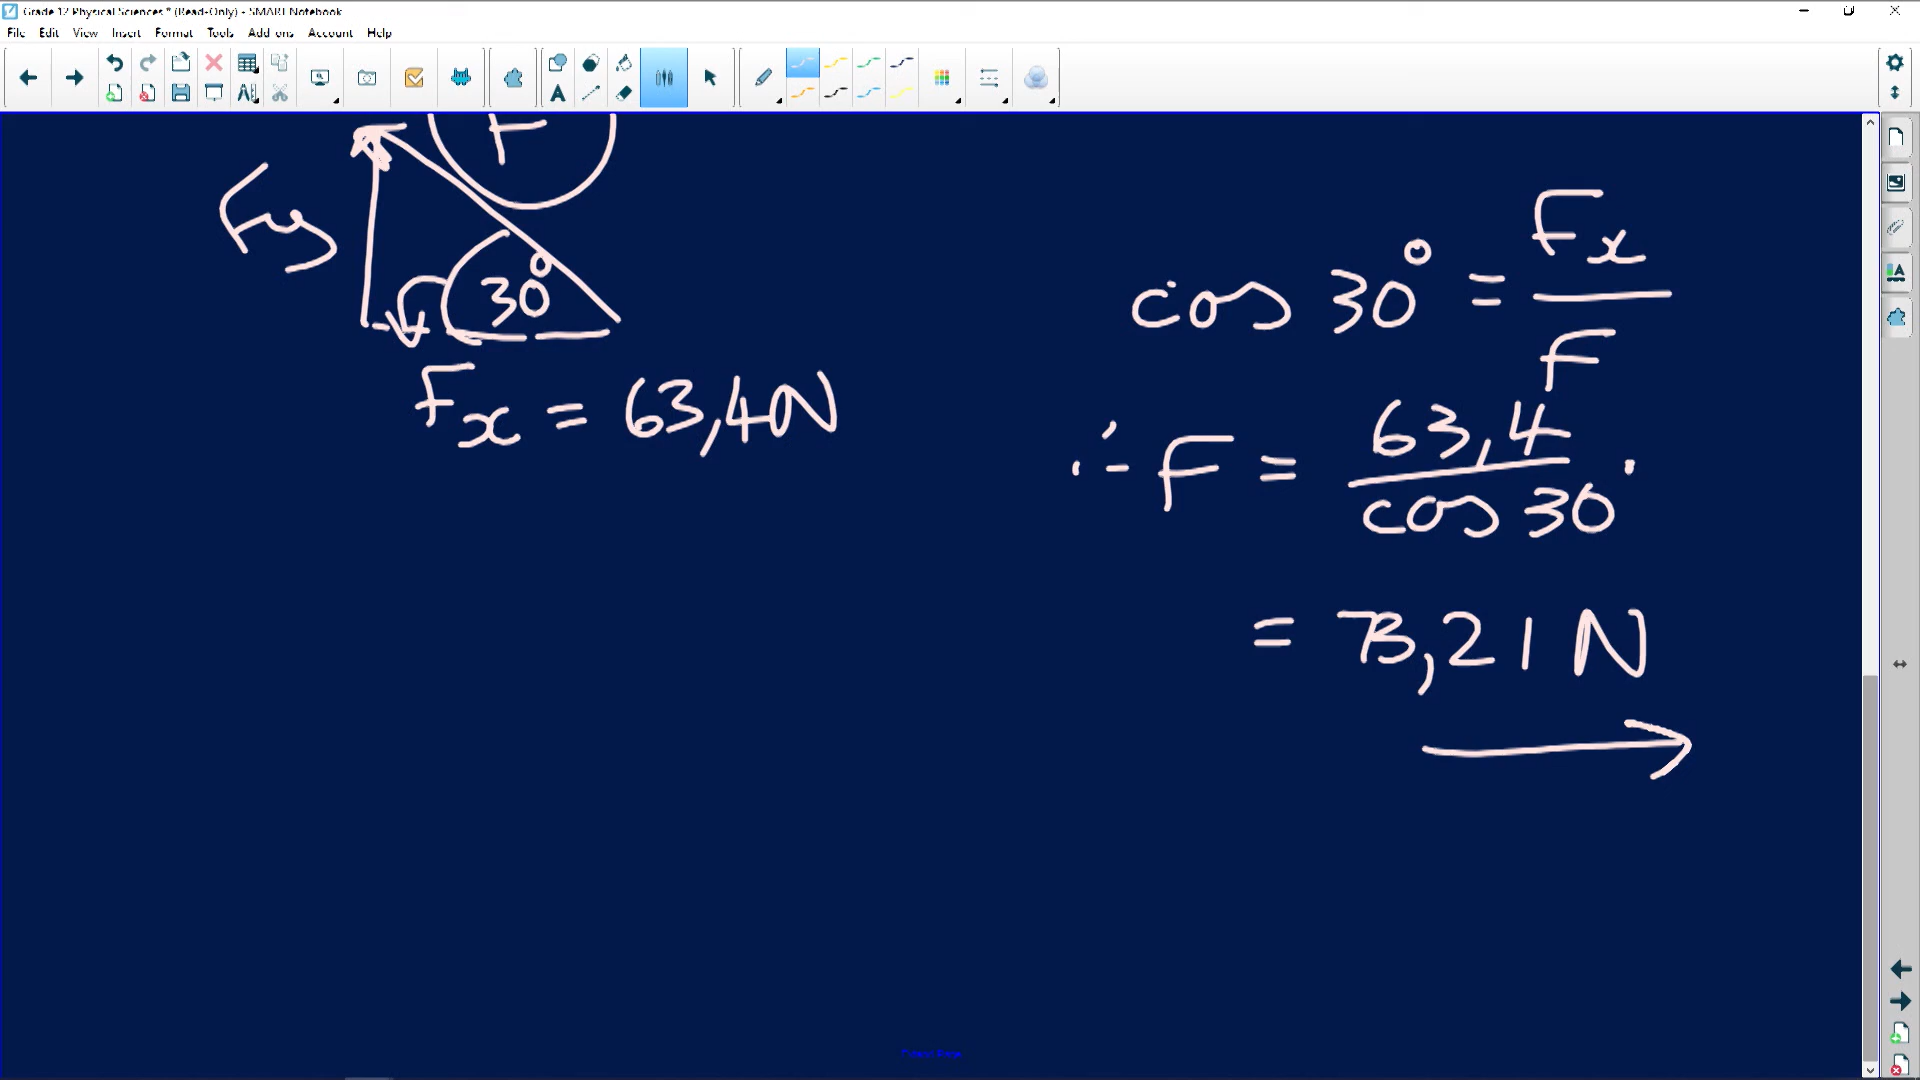 Grade 12 Physical Sciences * (Read-Only) - SMART Notebook
File Edit View Insert Format Tools Add-ons Account Help
F
Fy
30°
Fx = 63,4N
cos 30° = Fx / F
∴ F = 63,4 / cos 30°
= 73,21 N